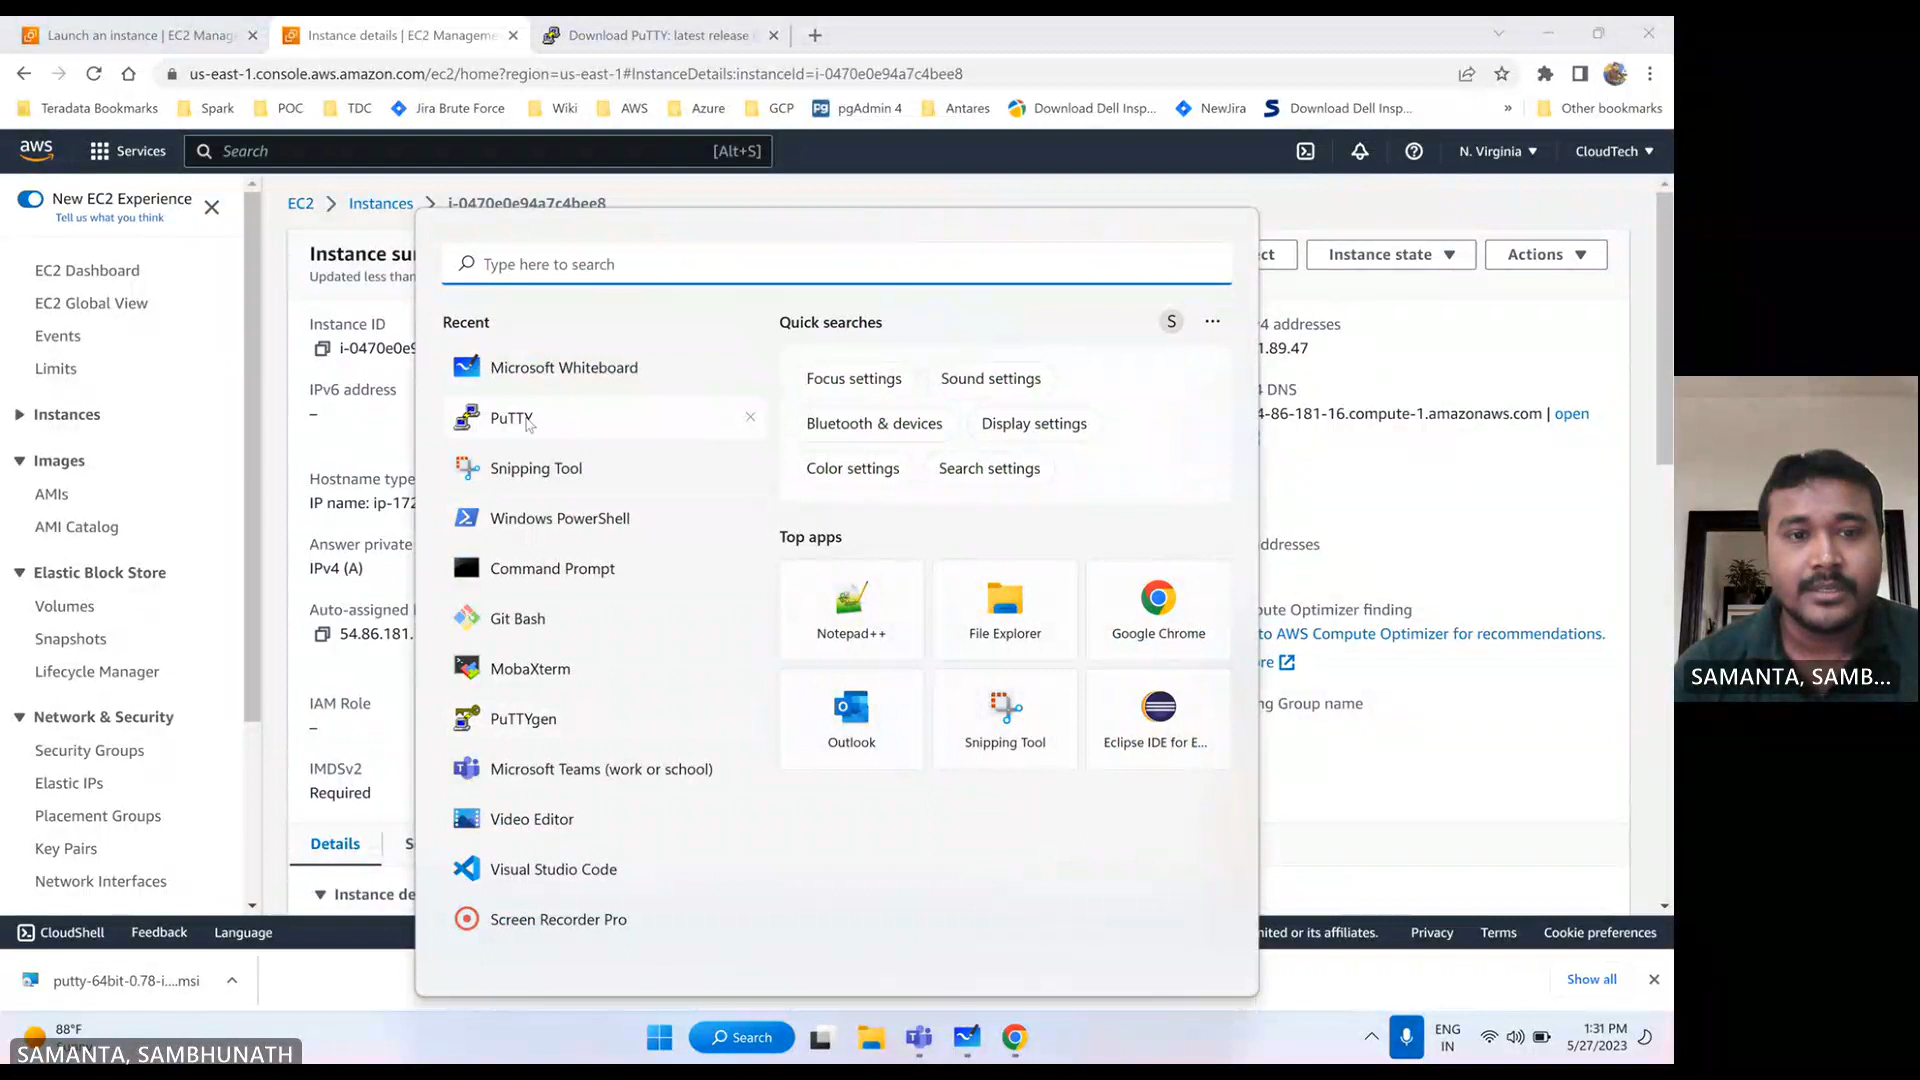 Launch an instance | EC2 Manag
Instance details | EC2 Manageme
Download PuTTY: latest release
us-east-1.console.aws.amazon.com/ec2/home?region=us-east-1#InstanceDetails:instanceId=i-0470e0e94a7c4bee8
Teradata Bookmarks
Spark
POC
TDC
Jira Brute Force
Wiki
AWS
Azure
GCP
pgAdmin 4
Antares
Download Dell Insp...
NewJira
Download Dell Insp...
»
Other bookmarks
aws
Services
Search
[Alt+S]
N. Virginia
CloudTech
New EC2 Experience
Tell us what you think
EC2 Dashboard
EC2 Global View
Events
Limits
Instances
Images
AMIs
AMI Catalog
Elastic Block Store
Volumes
Snapshots
Lifecycle Manager
Network & Security
Security Groups
Elastic IPs
Placement Groups
Key Pairs
Network Interfaces
EC2
Instances
i-0470e0e94a7c4bee8
Instance su
Updated less than
ct
Instance state
Actions
Instance ID
i-0470e0e9
IPv6 address
–
Hostname type
IP name: ip-172
Answer private
IPv4 (A)
Auto-assigned
54.86.181.
IAM Role
–
IMDSv2
Required
Details
S
Instance de
4 addresses
.89.47
DNS
4-86-181-16.compute-1.amazonaws.com | open
ddresses
ute Optimizer finding
to AWS Compute Optimizer for recommendations.
re
ng Group name
Type here to search
Recent
Microsoft Whiteboard
PuTTY
Snipping Tool
Windows PowerShell
Command Prompt
Git Bash
MobaXterm
PuTTYgen
Microsoft Teams (work or school)
Video Editor
Visual Studio Code
Screen Recorder Pro
Quick searches
S
...
Focus settings
Sound settings
Bluetooth & devices
Display settings
Color settings
Search settings
Top apps
Notepad++
File Explorer
Google Chrome
Outlook
Snipping Tool
Eclipse IDE for E...
CloudShell
Feedback
Language
nited or its affiliates.
Privacy
Terms
Cookie preferences
putty-64bit-0.78-i....msi
Show all
88°F
Search
ENG
IN
1:31 PM
5/27/2023
SAMANTA, SAMBHUNATH
SAMANTA, SAMB...